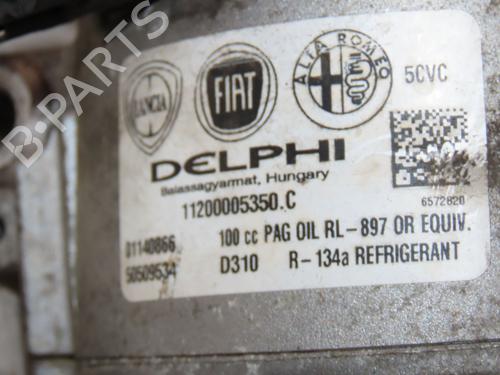 B-PARTS
LANCIA
FIAT
ALFA ROMEO
5CVC
DELPHI
Balassagyarmat, Hungary
6572820
11200005350.C
01140866
100 cc PAG OIL RL-897 OR EQUIV.
50509534
D310 R-134a REFRIGERANT